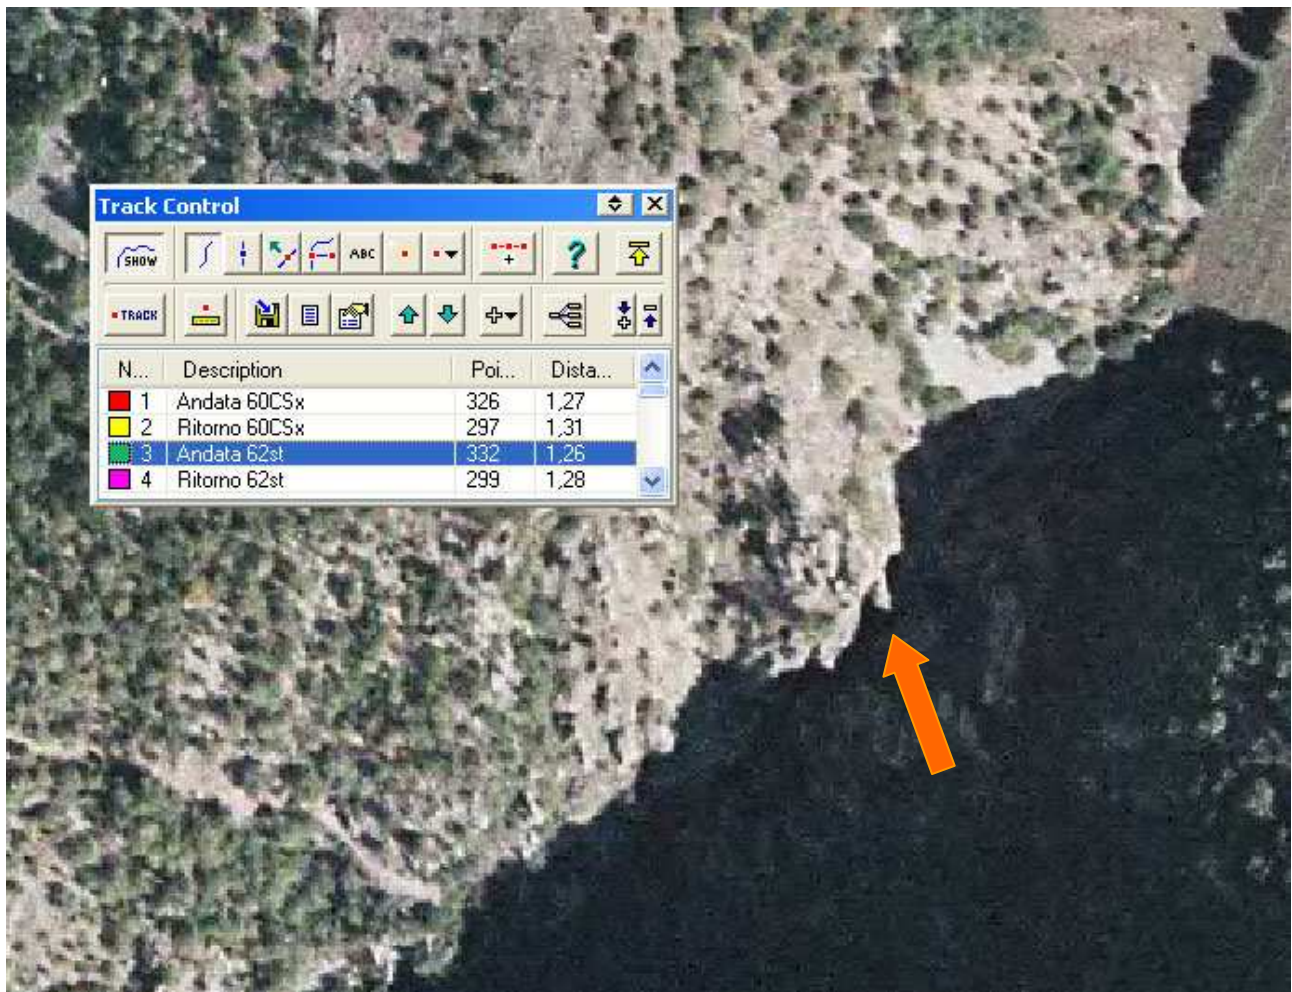 Track Control
SHOW ABC + ?
TRACK
N... Description Poi... Dista...
1 Andata 60CSx 326 1,27
2 Ritorno 60CSx 297 1,31
3 Andata 62st 332 1,26
4 Ritorno 62st 299 1,28